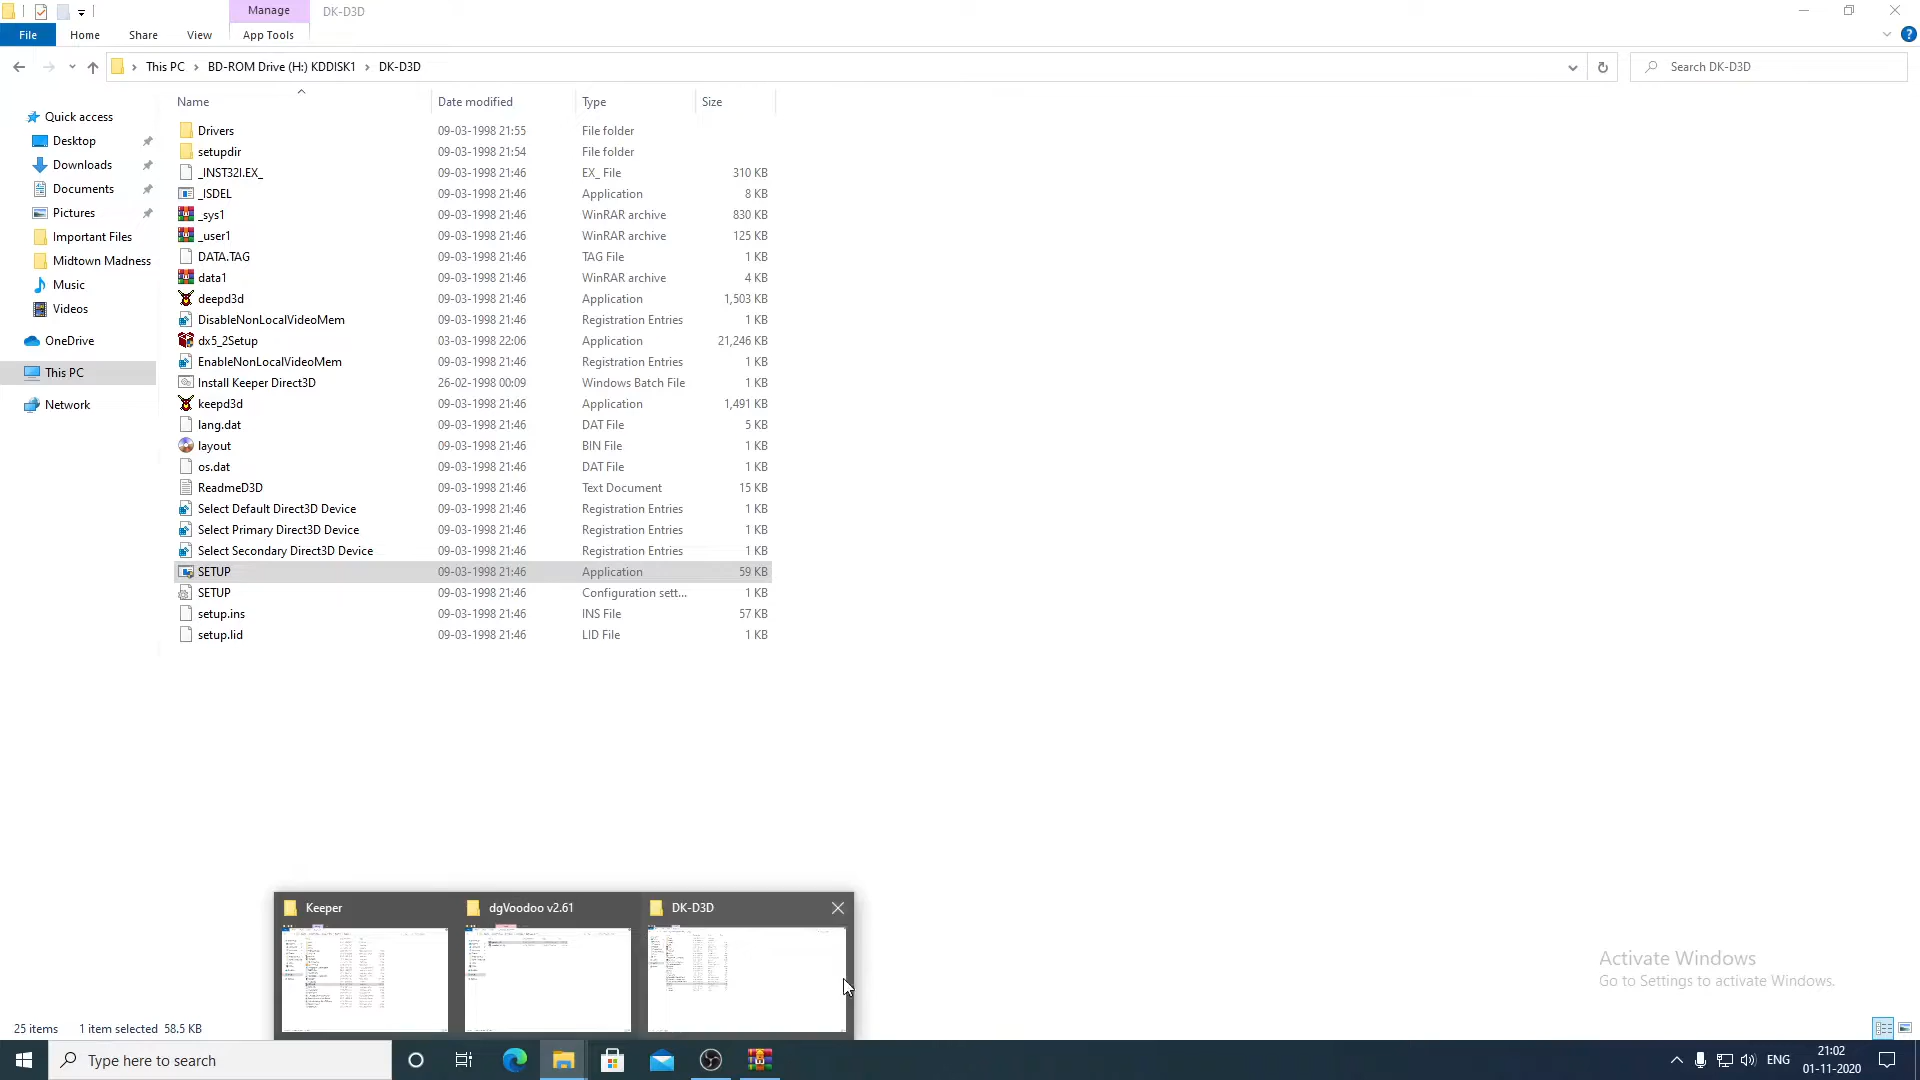 Manage
DK-D3D
File
Home
Share
View
App Tools
This PC > BD-ROM Drive (H:) KDDISK1 > DK-D3D
Search DK-D3D
Name
Date modified
Type
Size
Quick access
Desktop
Downloads
Documents
Pictures
Important Files
Midtown Madness
Music
Videos
OneDrive
This PC
Network
Drivers 09-03-1998 21:55 File folder
setupdir 09-03-1998 21:54 File folder
_INST32I.EX_ 09-03-1998 21:46 EX_ File 310 KB
_ISDEL 09-03-1998 21:46 Application 8 KB
_sys1 09-03-1998 21:46 WinRAR archive 830 KB
_user1 09-03-1998 21:46 WinRAR archive 125 KB
DATA.TAG 09-03-1998 21:46 TAG File 1 KB
data1 09-03-1998 21:46 WinRAR archive 4 KB
deepd3d 09-03-1998 21:46 Application 1,503 KB
DisableNonLocalVideoMem 09-03-1998 21:46 Registration Entries 1 KB
dx5_2Setup 03-03-1998 22:06 Application 21,246 KB
EnableNonLocalVideoMem 09-03-1998 21:46 Registration Entries 1 KB
Install Keeper Direct3D 26-02-1998 00:09 Windows Batch File 1 KB
keepd3d 09-03-1998 21:46 Application 1,491 KB
lang.dat 09-03-1998 21:46 DAT File 5 KB
layout 09-03-1998 21:46 BIN File 1 KB
os.dat 09-03-1998 21:46 DAT File 1 KB
ReadmeD3D 09-03-1998 21:46 Text Document 15 KB
Select Default Direct3D Device 09-03-1998 21:46 Registration Entries 1 KB
Select Primary Direct3D Device 09-03-1998 21:46 Registration Entries 1 KB
Select Secondary Direct3D Device 09-03-1998 21:46 Registration Entries 1 KB
SETUP 09-03-1998 21:46 Application 59 KB
SETUP 09-03-1998 21:46 Configuration sett... 1 KB
setup.ins 09-03-1998 21:46 INS File 57 KB
setup.lid 09-03-1998 21:46 LID File 1 KB
Keeper
dgVoodoo v2.61
DK-D3D
Activate Windows
Go to Settings to activate Windows.
25 items 1 item selected 58.5 KB
Type here to search
ENG
21:02
01-11-2020